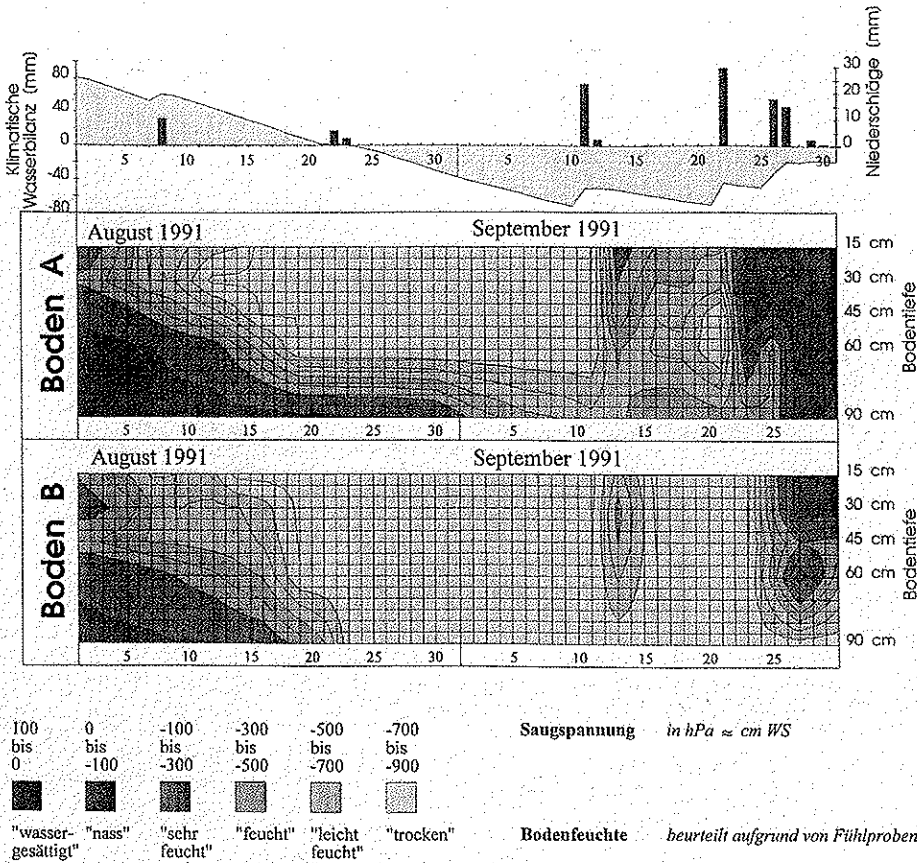 Klimatische
Wasserbilanz (mm)
80
40
0
-40
-80
Niederschläge (mm)
30
20
10
0
5 10 15 20 25 30 5 10 15 20 25 30
Boden A
August 1991 September 1991
15 cm
30 cm
45 cm
60 cm
90 cm
Bodentiefe
5 10 15 20 25 30 5 10 15 20 25
Boden B
August 1991 September 1991
15 cm
30 cm
45 cm
60 cm
90 cm
Bodentiefe
5 10 15 20 25 30 5 10 15 20 25
100 0 -100 -300 -500 -700 Saugspannung in hPa ≈ cm WS
bis bis bis bis bis bis
0 -100 -300 -500 -700 -900
"wasser- "nass" "sehr "feucht" "leicht "trocken" Bodenfeuchte beurteilt aufgrund von Fühlproben
gesättigt" feucht" feucht"